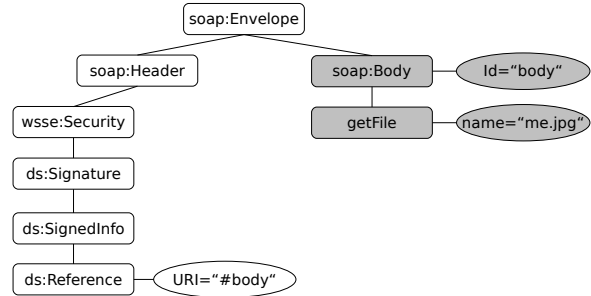 soap:Envelope
soap:Header
soap:Body
Id=“body“
wsse:Security
getFile
name=“me.jpg“
ds:Signature
ds:SignedInfo
ds:Reference
URI=“#body“